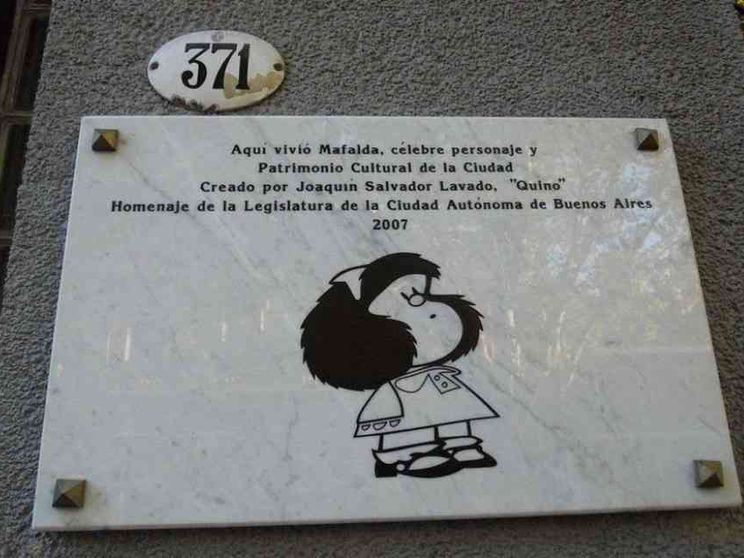 371
Aquí vivió Mafalda, célebre personaje y
Patrimonio Cultural de la Ciudad
Creado por Joaquín Salvador Lavado, "Quino"
Homenaje de la Legislatura de la Ciudad Autónoma de Buenos Aires
2007